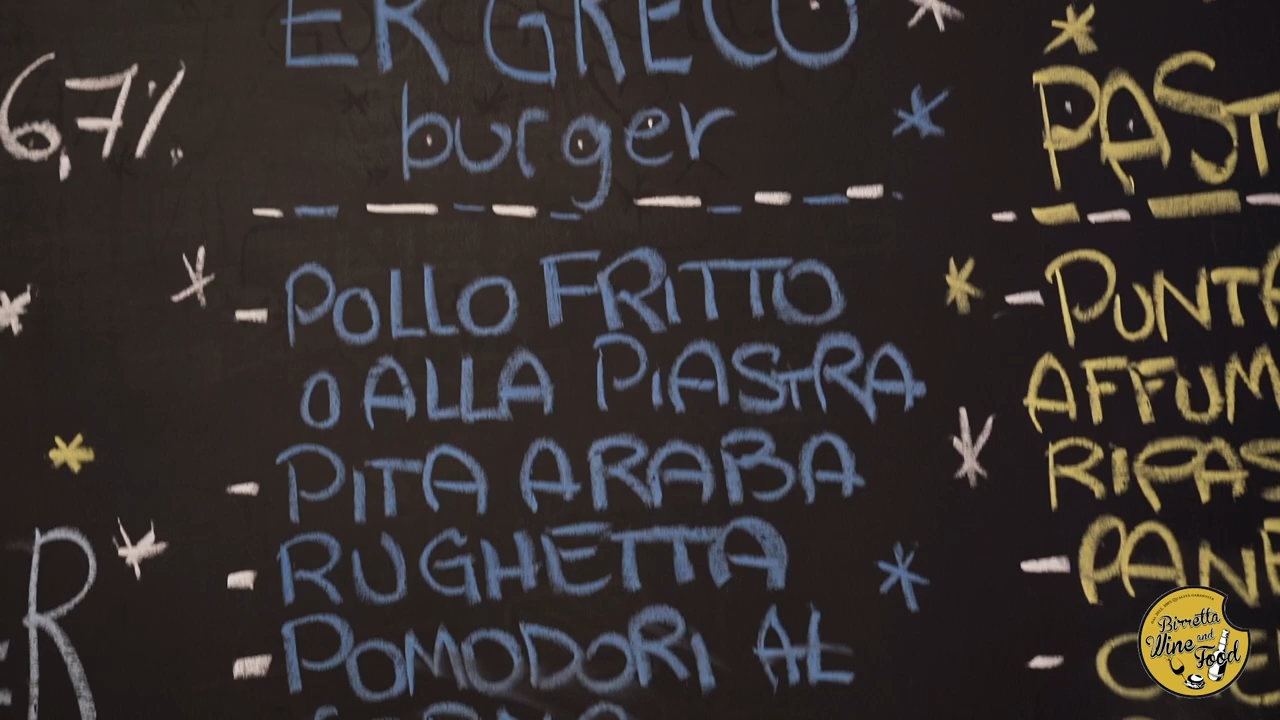 6,7%
ER GRECO
burger
- POLLO FRITTO
O ALLA PIASTRA
- PITA ARABA
- RUGHETTA
- POMODORI AL
PAST
- PUNTA
AFFUM
RIPAS
- PANE
R
Birretta
Wine and
Food